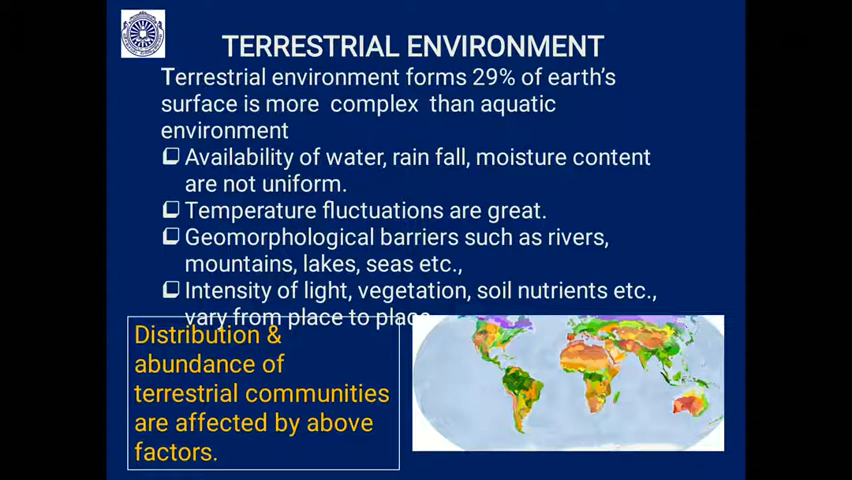 TERRESTRIAL ENVIRONMENT
Terrestrial environment forms 29% of earth's
surface is more complex than aquatic
environment
Availability of water, rain fall, moisture content
are not uniform.
Temperature fluctuations are great.
Geomorphological barriers such as rivers,
mountains, lakes, seas etc.,
Intensity of light, vegetation, soil nutrients etc.,
vary from place to place
Distribution &
abundance of
terrestrial communities
are affected by above
factors.